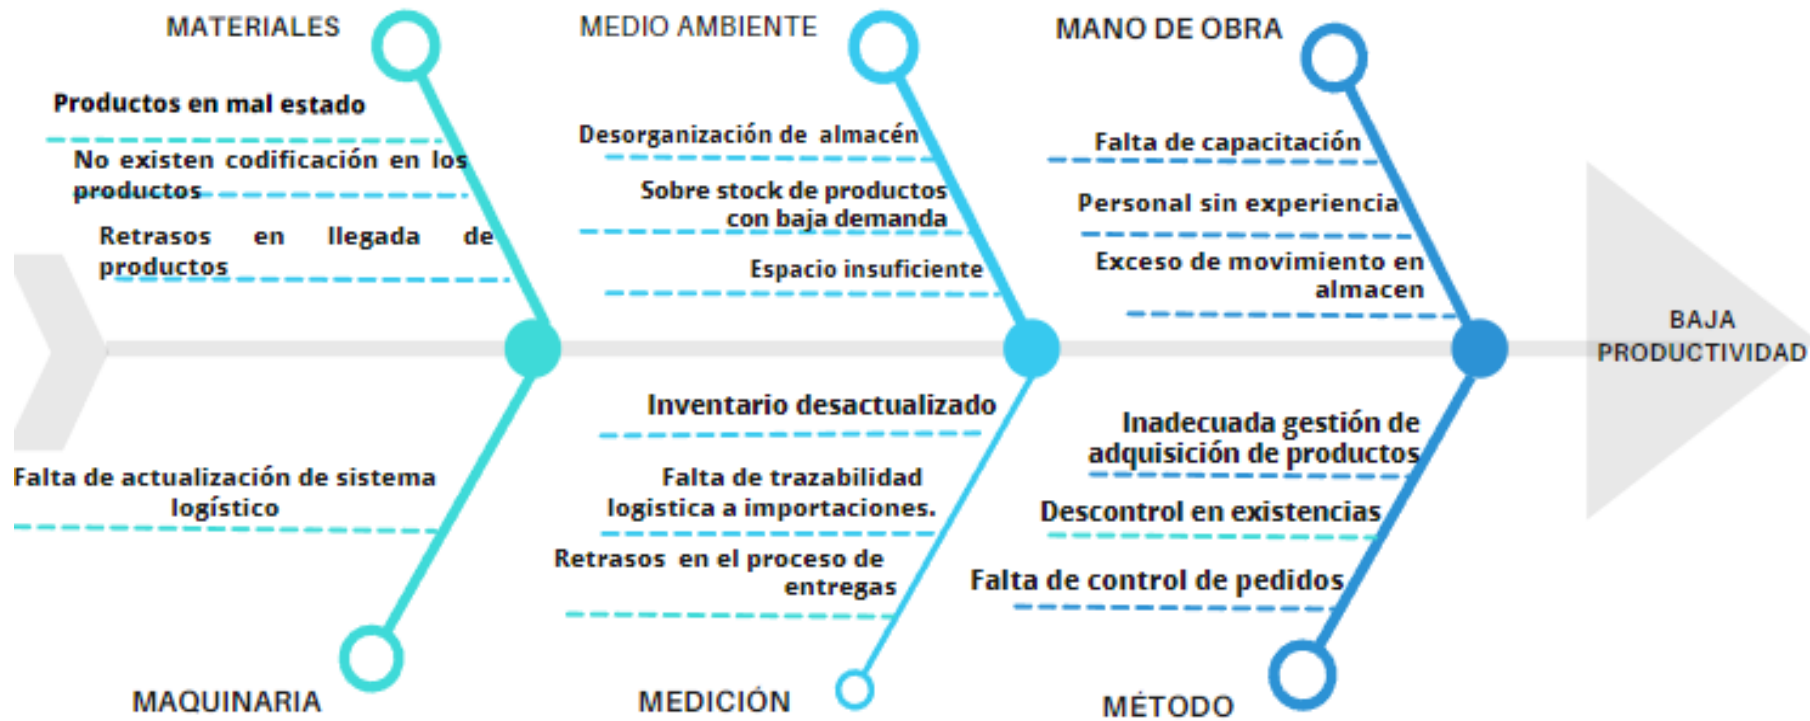 MATERIALES
Productos en mal estado
No existen codificación en los
productos
Retrasos en llegada de
productos
MEDIO AMBIENTE
Desorganización de almacén
Sobre stock de productos
con baja demanda
Espacio insuficiente
MANO DE OBRA
Falta de capacitación
Personal sin experiencia
Exceso de movimiento en
almacen
BAJA
PRODUCTIVIDAD
Falta de actualización de sistema
logístico
MAQUINARIA
Inventario desactualizado
Falta de trazabilidad
logistica a importaciones.
Retrasos en el proceso de
entregas
MEDICIÓN
Inadecuada gestión de
adquisición de productos
Descontrol en existencias
Falta de control de pedidos
MÉTODO